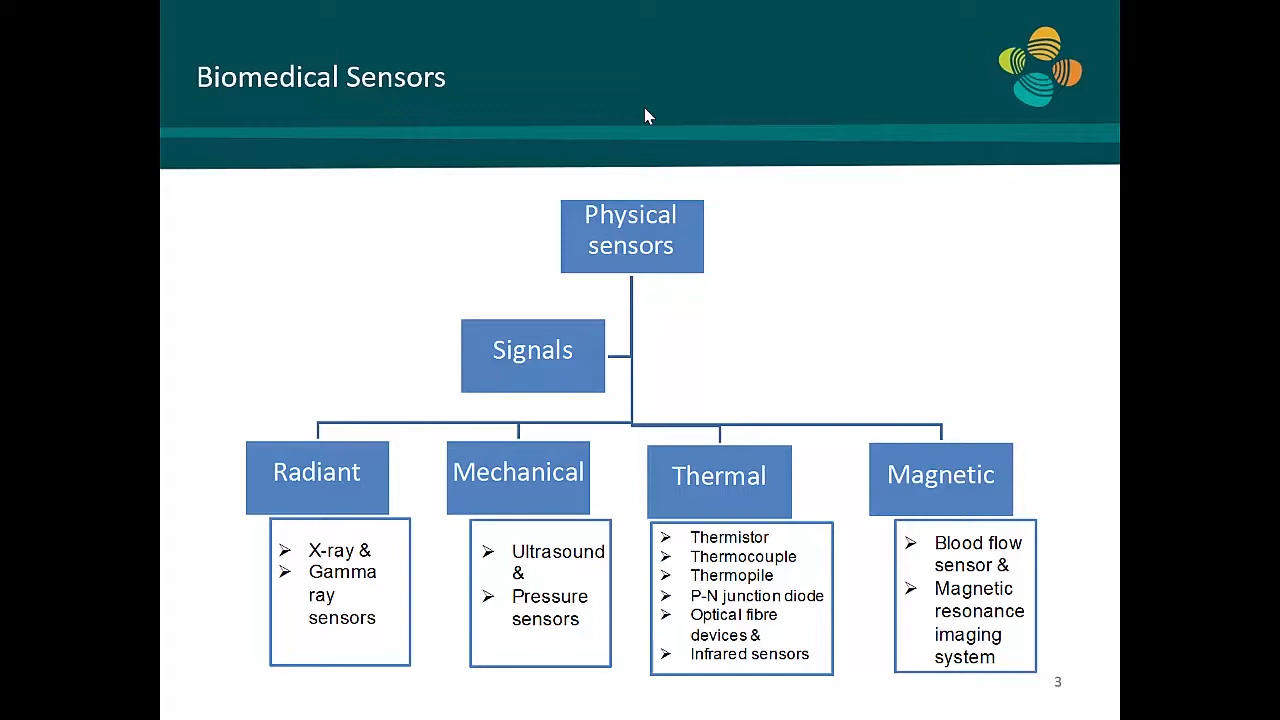 Biomedical Sensors
Physical
sensors
Signals
Radiant
Mechanical
Thermal
Magnetic
➢ X-ray &
➢ Gamma
ray
sensors
➢ Ultrasound
&
➢ Pressure
sensors
➢ Thermistor
➢ Thermocouple
➢ Thermopile
➢ P-N junction diode
➢ Optical fibre
devices &
➢ Infrared sensors
➢ Blood flow
sensor &
➢ Magnetic
resonance
imaging
system
3